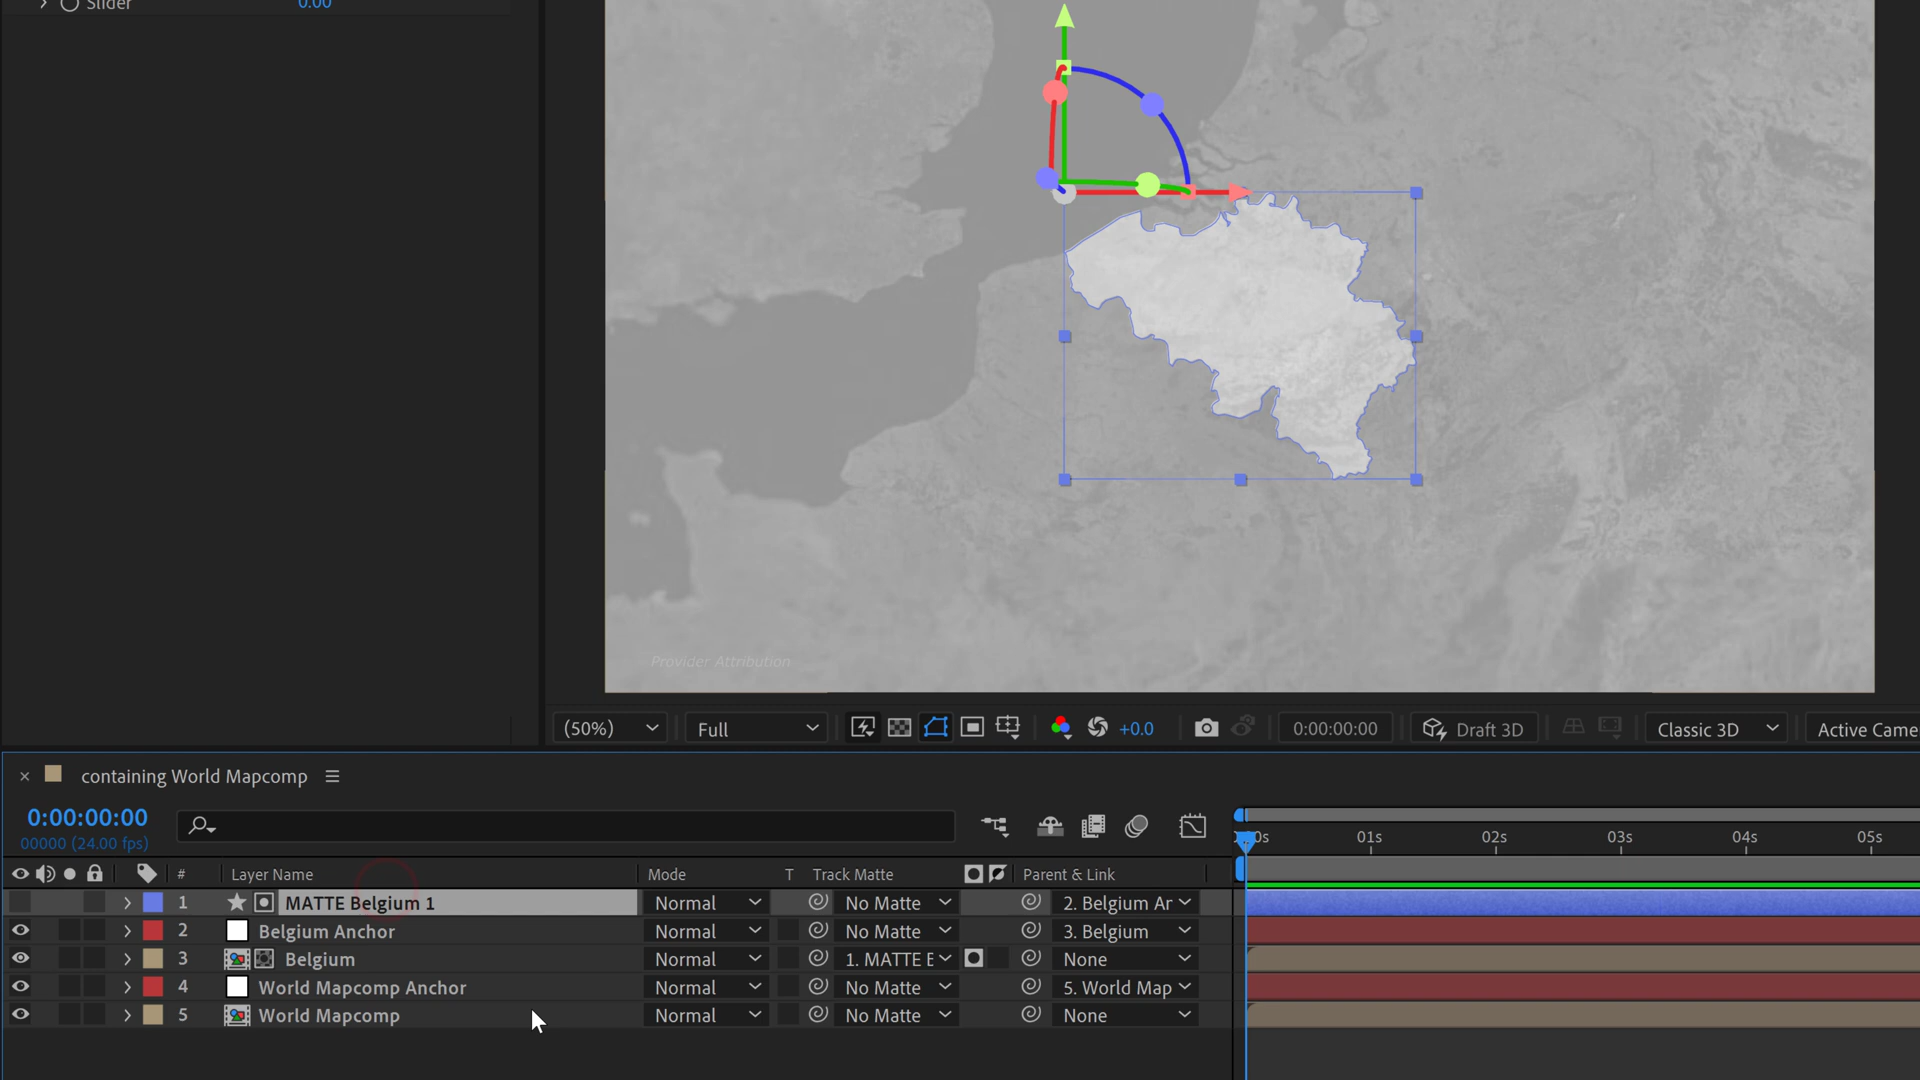 Slider 0.00
Provider Attribution
(50%) Full +0.0 0:00:00:00 Draft 3D Classic 3D Active Came
containing World Mapcomp
0:00:00:00
00000 (24.00 fps)
0s 01s 02s 03s 04s 05s
# Layer Name Mode T Track Matte Parent & Link
1 MATTE Belgium 1 Normal No Matte 2. Belgium Ar
2 Belgium Anchor Normal No Matte 3. Belgium
3 Belgium Normal 1. MATTE E None
4 World Mapcomp Anchor Normal No Matte 5. World Map
5 World Mapcomp Normal No Matte None